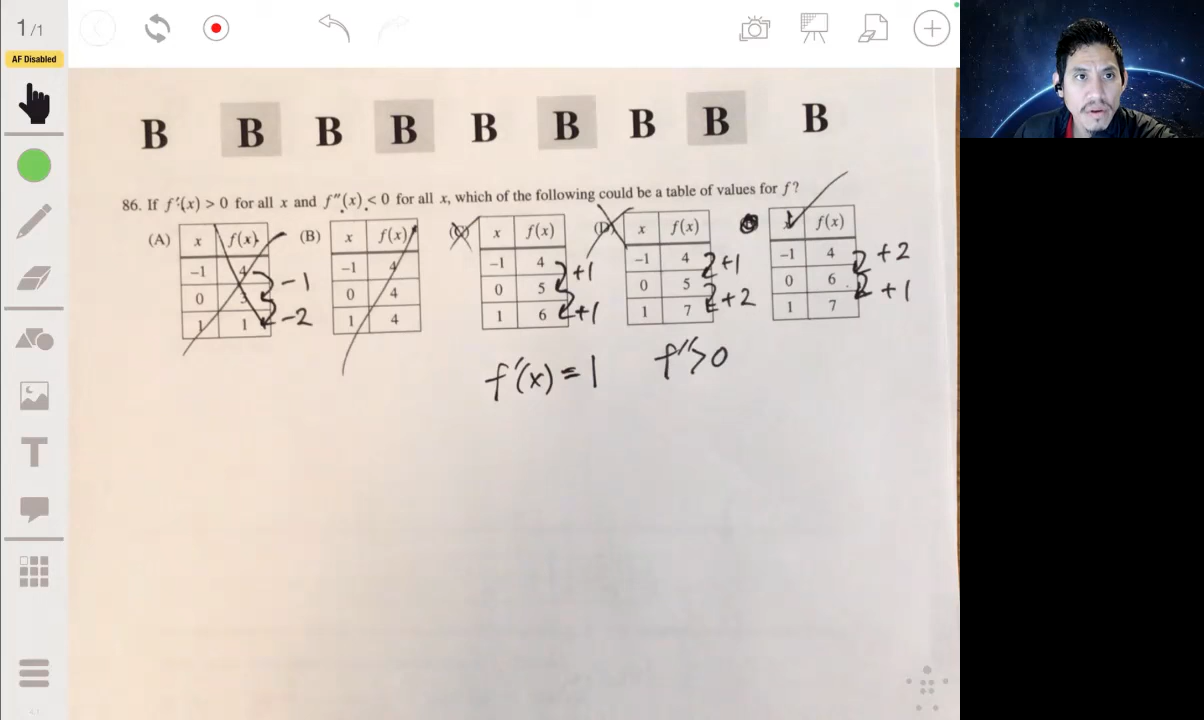 1/1
AF Disabled
B B B B B B B B B
86. If f′(x) > 0 for all x and f″(x) < 0 for all x, which of the following could be a table of values for f?
(A)
x f(x)
-1 4
0 3
1 1
-1
-2
(B)
x f(x)
-1 4
0 4
1 4
(C)
x f(x)
-1 4
0 5
1 6
+1
+1
(D)
x f(x)
-1 4
0 5
1 7
+1
+2
x f(x)
-1 4
0 6
1 7
+2
+1
f′(x) = 1
f″>0
T